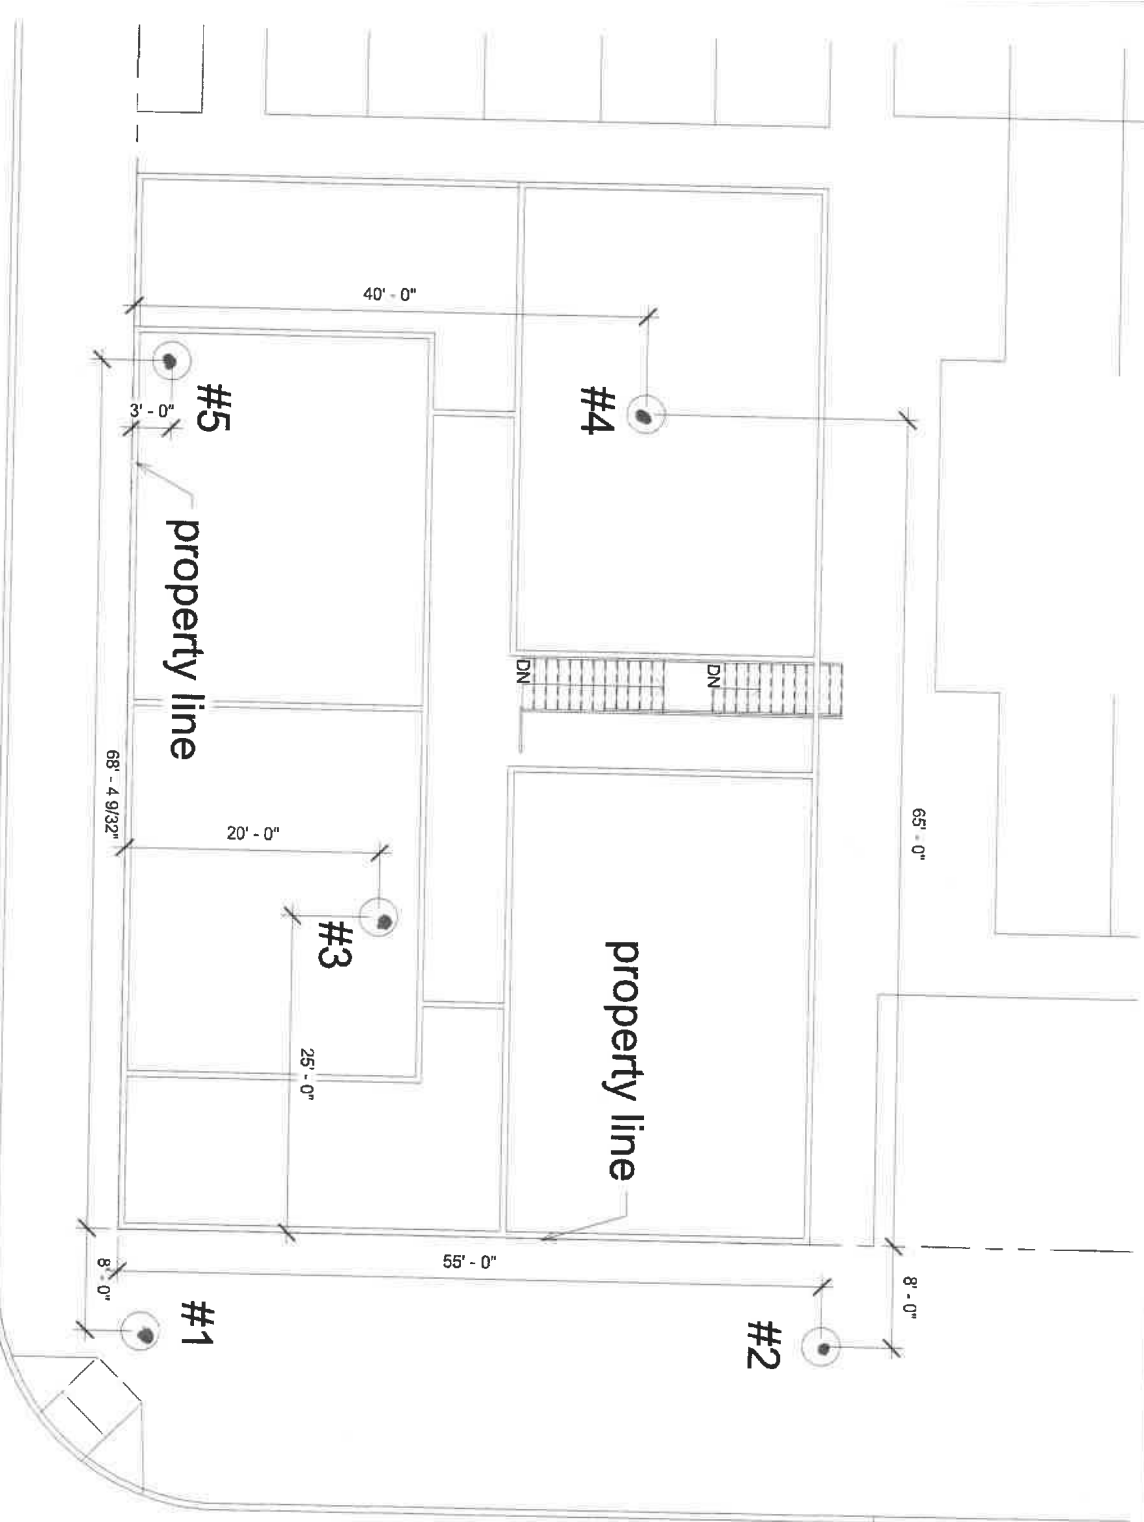 40' - 0"
#5
3' - 0"
#4
property line
DN
DN
68' - 4 9/32"
20' - 0"
65' - 0"
#3
25' - 0"
property line
8' - 0"
55' - 0"
8' - 0"
#1
#2